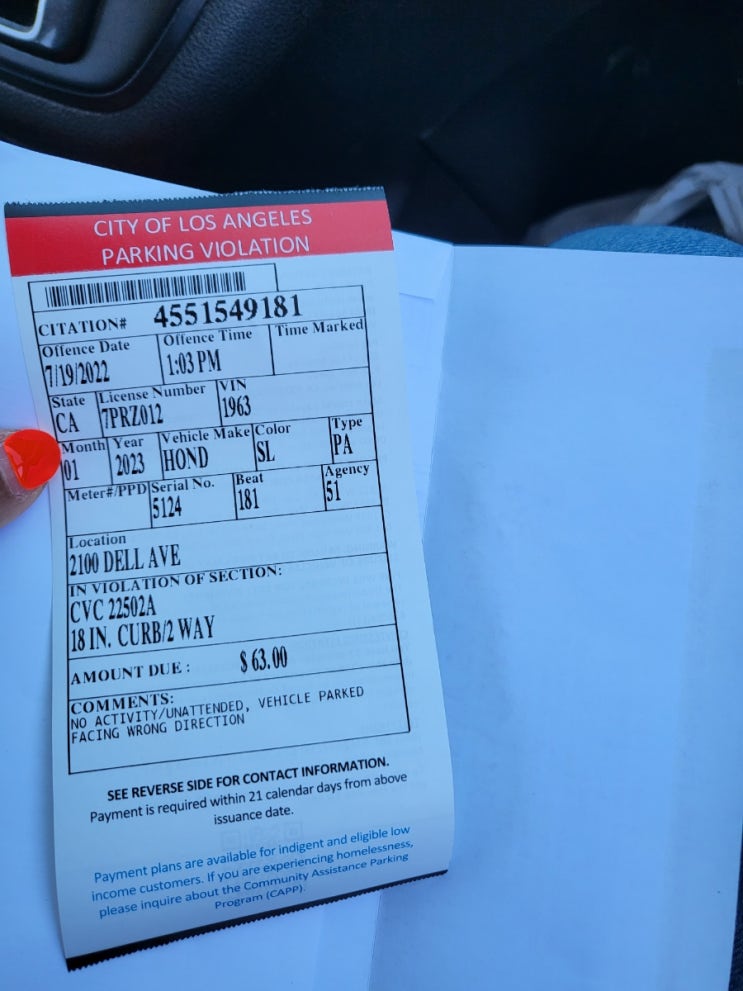 CITY OF LOS ANGELES
PARKING VIOLATION
CITATION# 4551549181
Offence Date Offence Time Time Marked
7/19/2022 1:03 PM
State License Number VIN
CA 7PRZ012 1963
Month Year Vehicle Make Color Type
01 2023 HOND SL PA
Meter#/PPD Serial No. Beat Agency
5124 181 51
Location
2100 DELL AVE
IN VIOLATION OF SECTION:
CVC 22502A
18 IN. CURB/2 WAY
AMOUNT DUE : $ 63.00
COMMENTS:
NO ACTIVITY/UNATTENDED, VEHICLE PARKED
FACING WRONG DIRECTION
SEE REVERSE SIDE FOR CONTACT INFORMATION.
Payment is required within 21 calendar days from above
issuance date.
Payment plans are available for indigent and eligible low
income customers. If you are experiencing homelessness,
please inquire about the Community Assistance Parking
Program (CAPP).